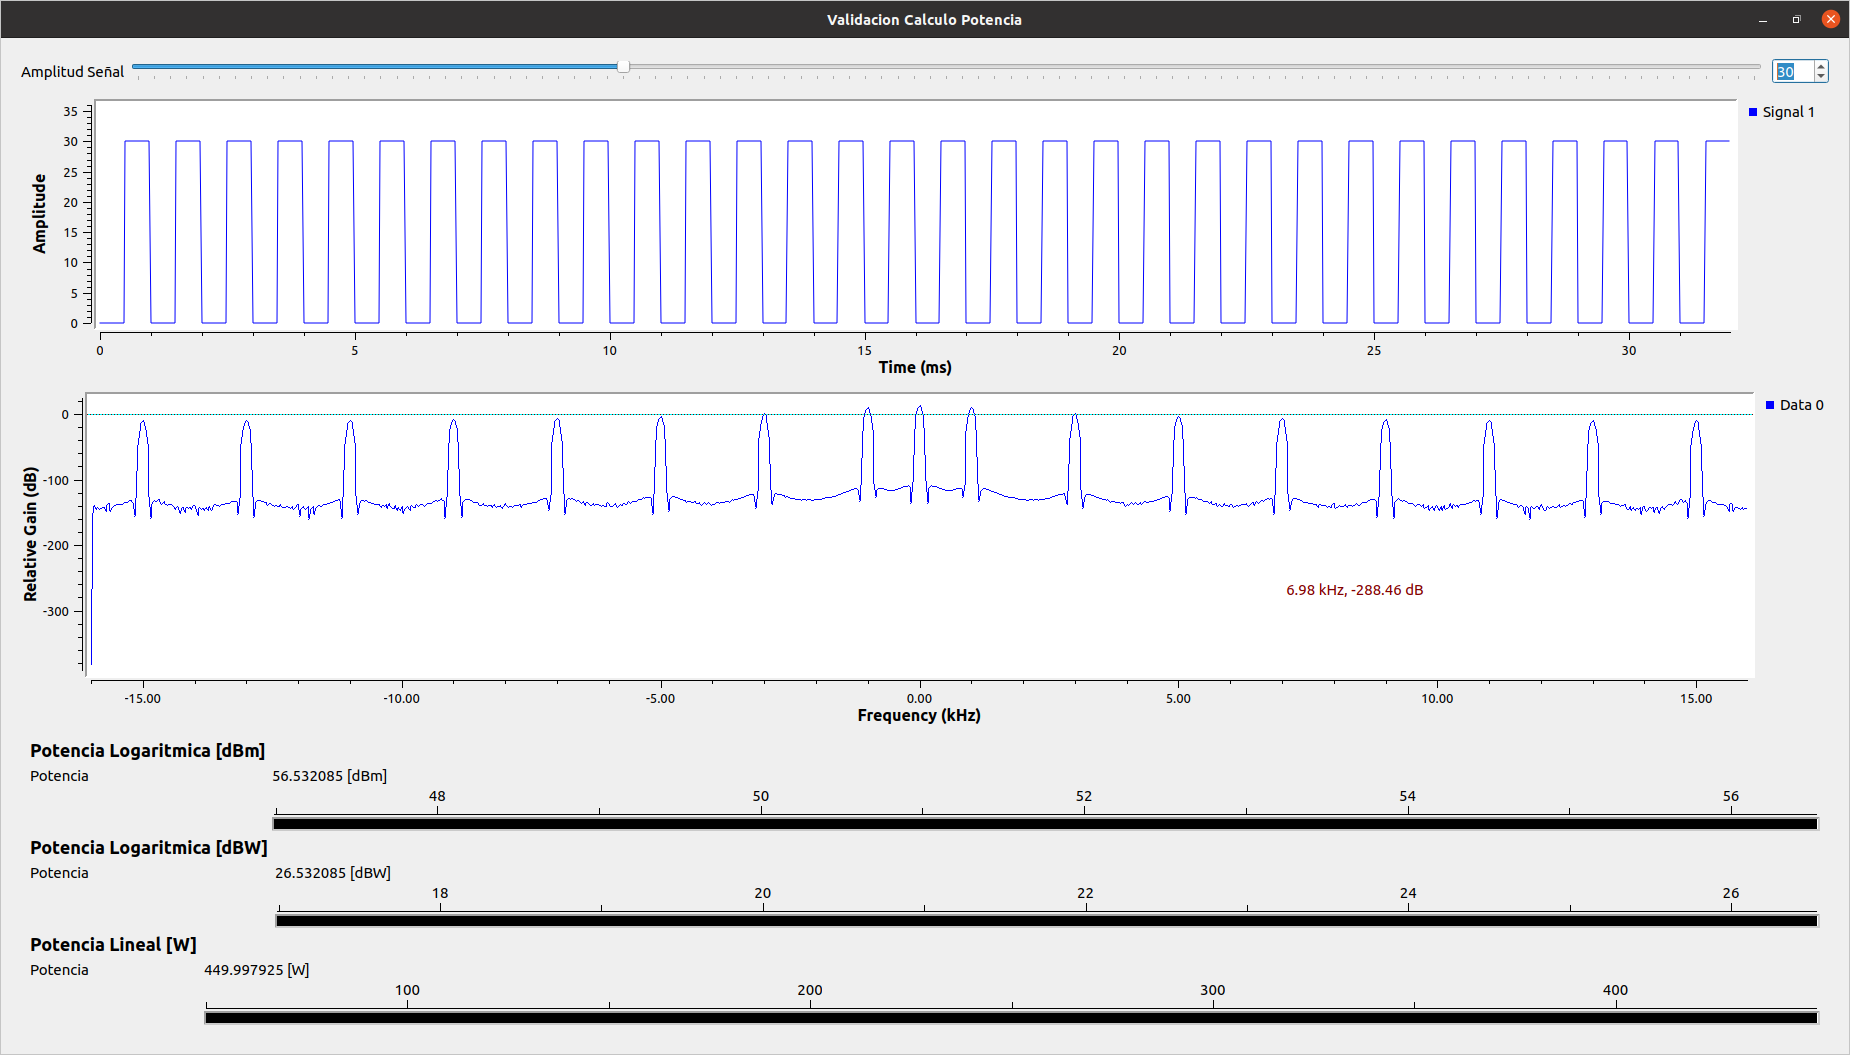 Validacion Calculo Potencia
Amplitud Señal
30
35
30
25
20
15
10
5
0
Amplitude
Signal 1
0 5 10 15 20 25 30
Time (ms)
0
-100
-200
-300
Relative Gain (dB)
Data 0
6.98 kHz, -288.46 dB
-15.00 -10.00 -5.00 0.00 5.00 10.00 15.00
Frequency (kHz)
Potencia Logaritmica [dBm]
Potencia 56.532085 [dBm]
48 50 52 54 56
Potencia Logaritmica [dBW]
Potencia 26.532085 [dBW]
18 20 22 24 26
Potencia Lineal [W]
Potencia 449.997925 [W]
100 200 300 400